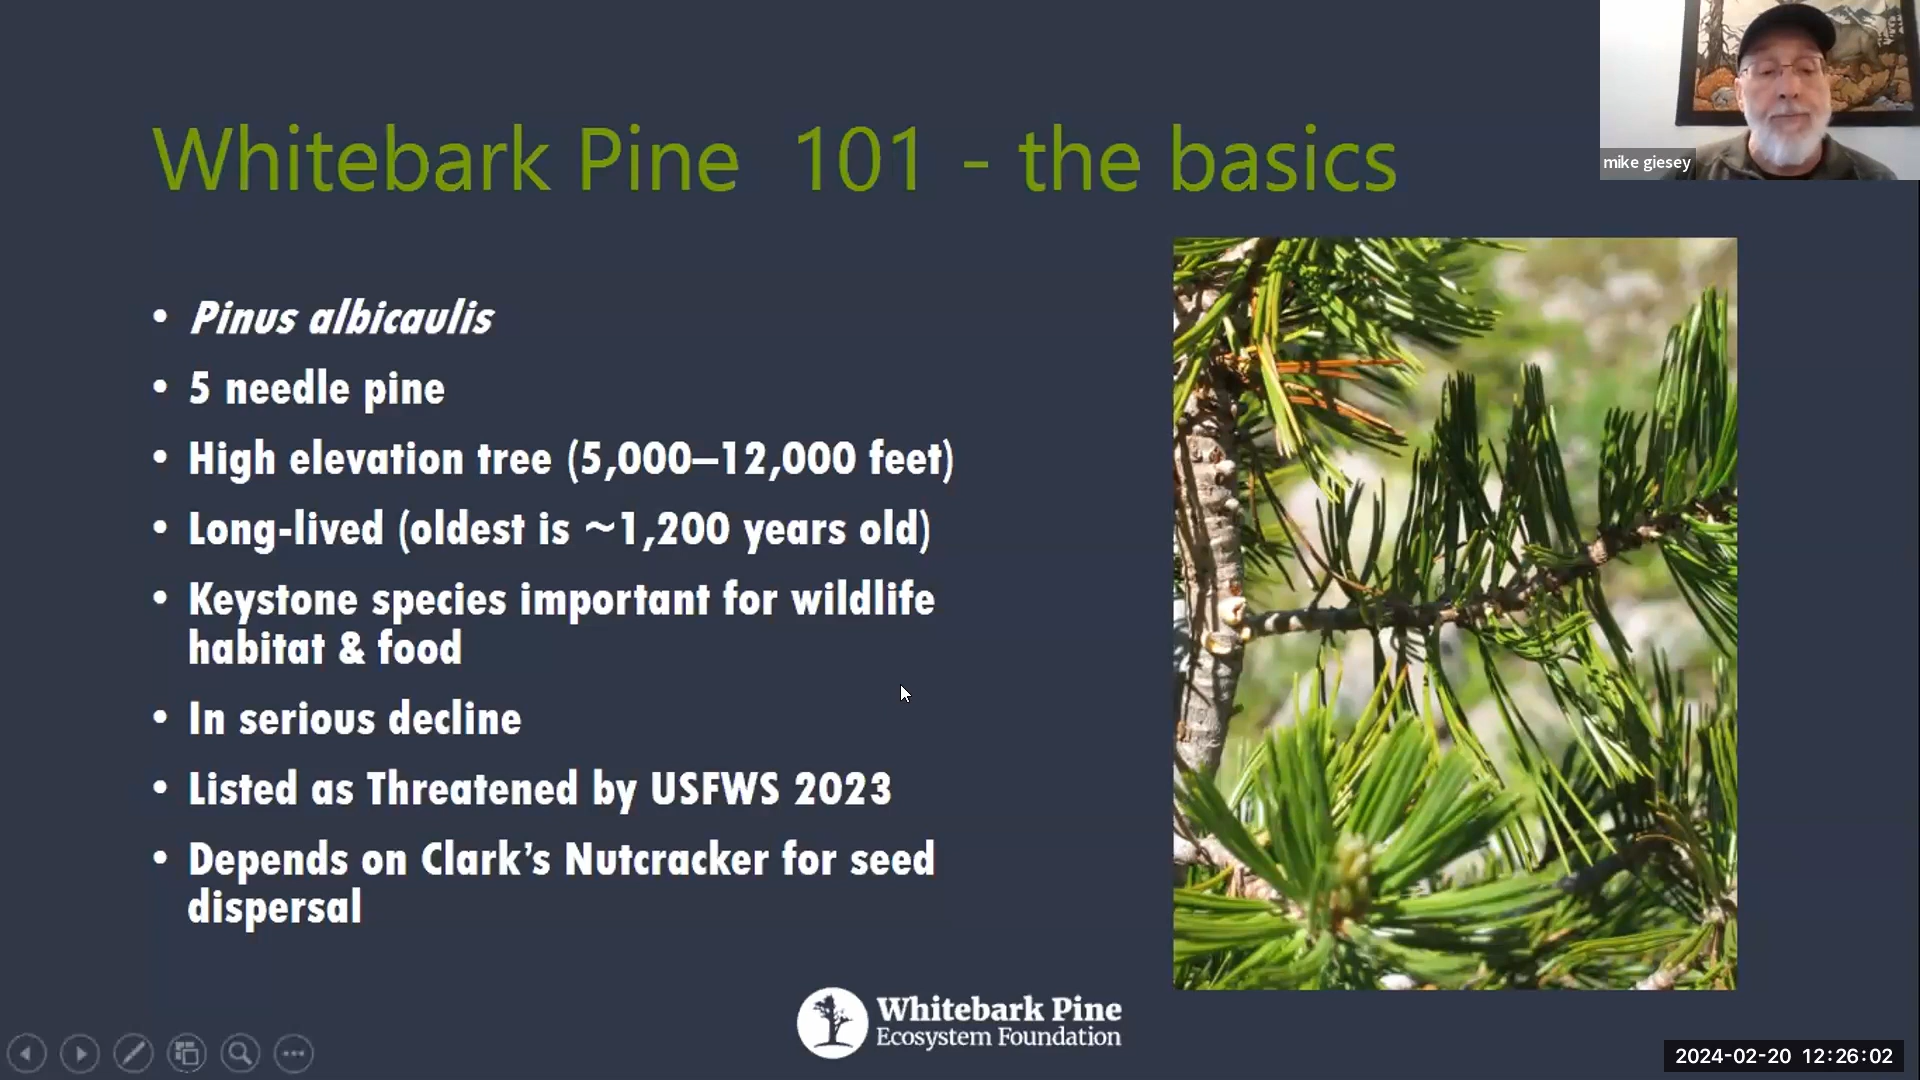 mike giesey
Whitebark Pine 101 - the basics
• Pinus albicaulis
• 5 needle pine
• High elevation tree (5,000–12,000 feet)
• Long-lived (oldest is ~1,200 years old)
• Keystone species important for wildlife
habitat & food
• In serious decline
• Listed as Threatened by USFWS 2023
• Depends on Clark’s Nutcracker for seed
dispersal
Whitebark Pine
Ecosystem Foundation
2024-02-20 12:26:02